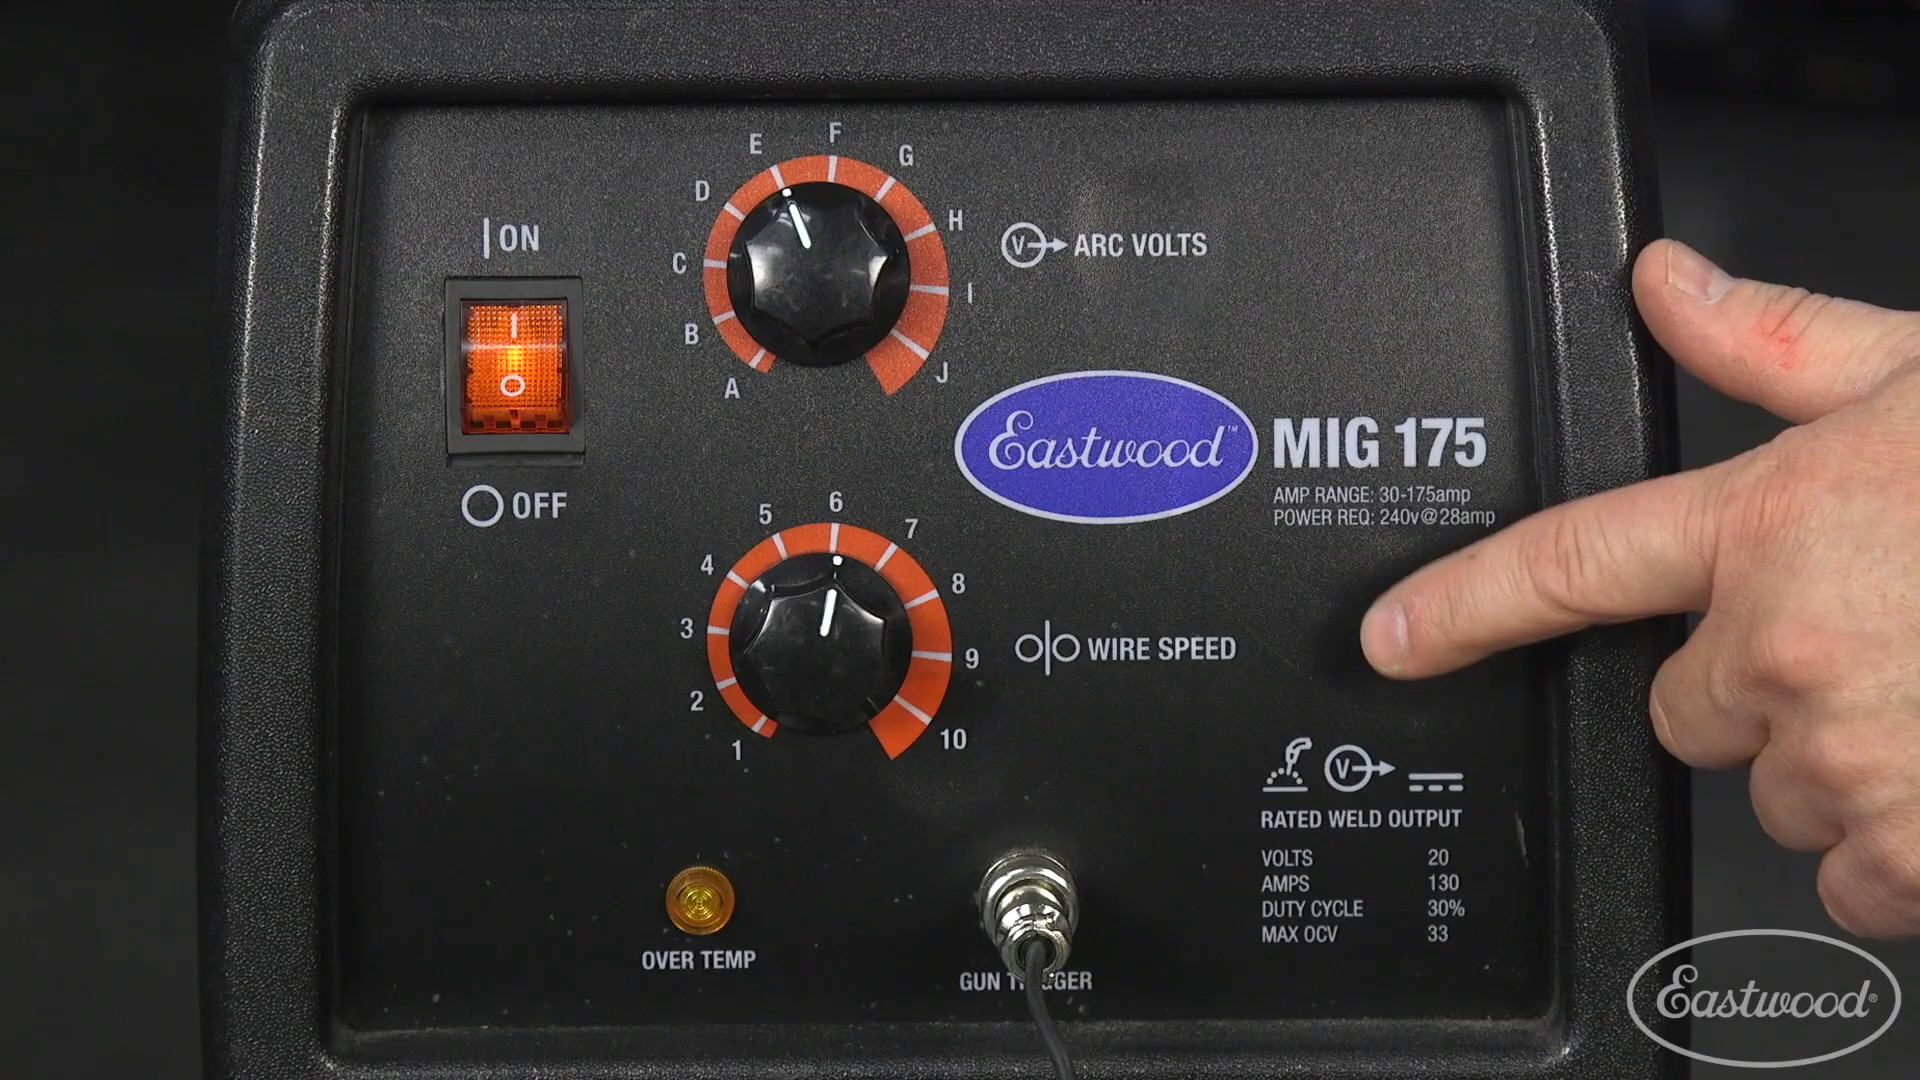 E F G
D H
C I
B J
A
|ON
I
O
OFF
V ARC VOLTS
Eastwood™
MIG 175
AMP RANGE: 30-175amp
POWER REQ: 240v@28amp
5 6 7
4 8
3 9
2 10
1
WIRE SPEED
V
RATED WELD OUTPUT
VOLTS 20
AMPS 130
DUTY CYCLE 30%
MAX OCV 33
OVER TEMP
GUN
Eastwood®